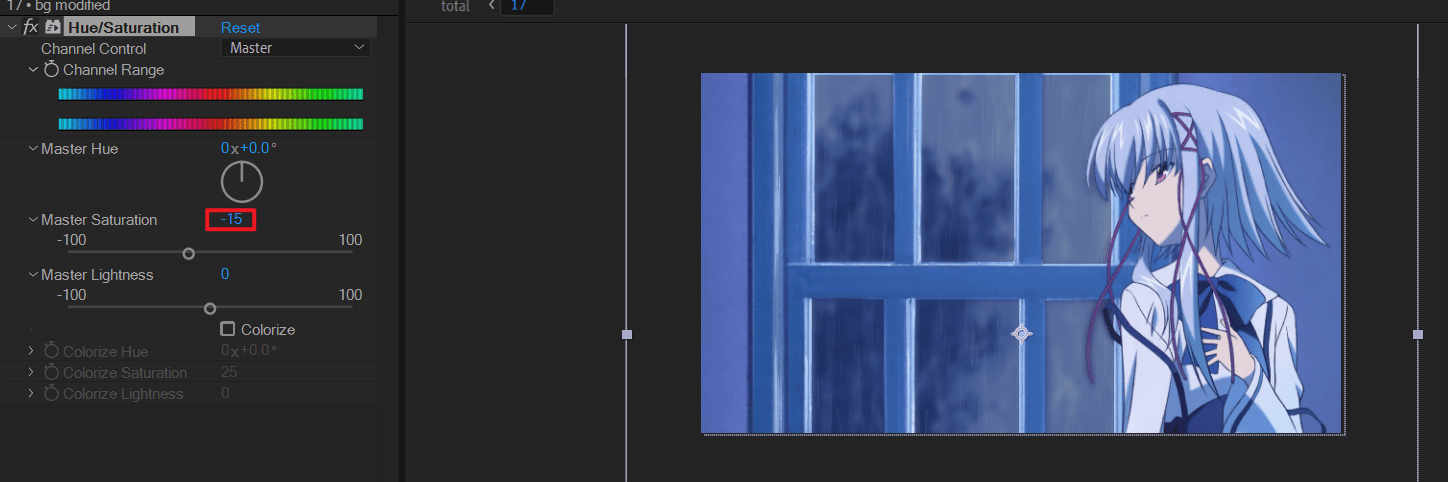 17 • bg modified
total 17
fx Hue/Saturation Reset
Channel Control Master
Channel Range
Master Hue 0x+0.0°
Master Saturation -15
-100 100
Master Lightness 0
-100 100
Colorize
Colorize Hue 0x+0.0°
Colorize Saturation 25
Colorize Lightness 0